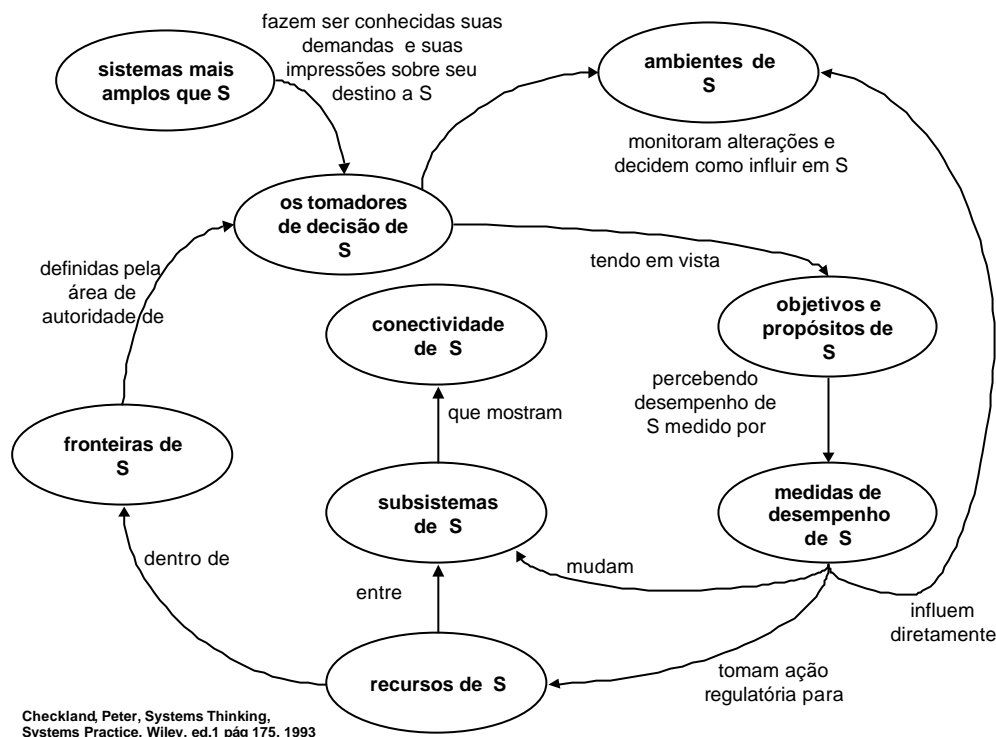 fazem ser conhecidas suas
demandas e suas
impressões sobre seu
destino a S
sistemas mais
amplos que S
ambientes de
S
monitoram alterações e
decidem como influir em S
os tomadores
de decisão de
S
definidas pela
área de
autoridade de
tendo em vista
objetivos e
propósitos de
S
conectividade
de S
percebendo
desempenho de
S medido por
que mostram
fronteiras de
S
subsistemas
de S
medidas de
desempenho
de S
dentro de
mudam
entre
influem
diretamente
recursos de S
tomam ação
regulatória para
Checkland, Peter, Systems Thinking,
Systems Practice. Wiley. ed.1 pág 175. 1993